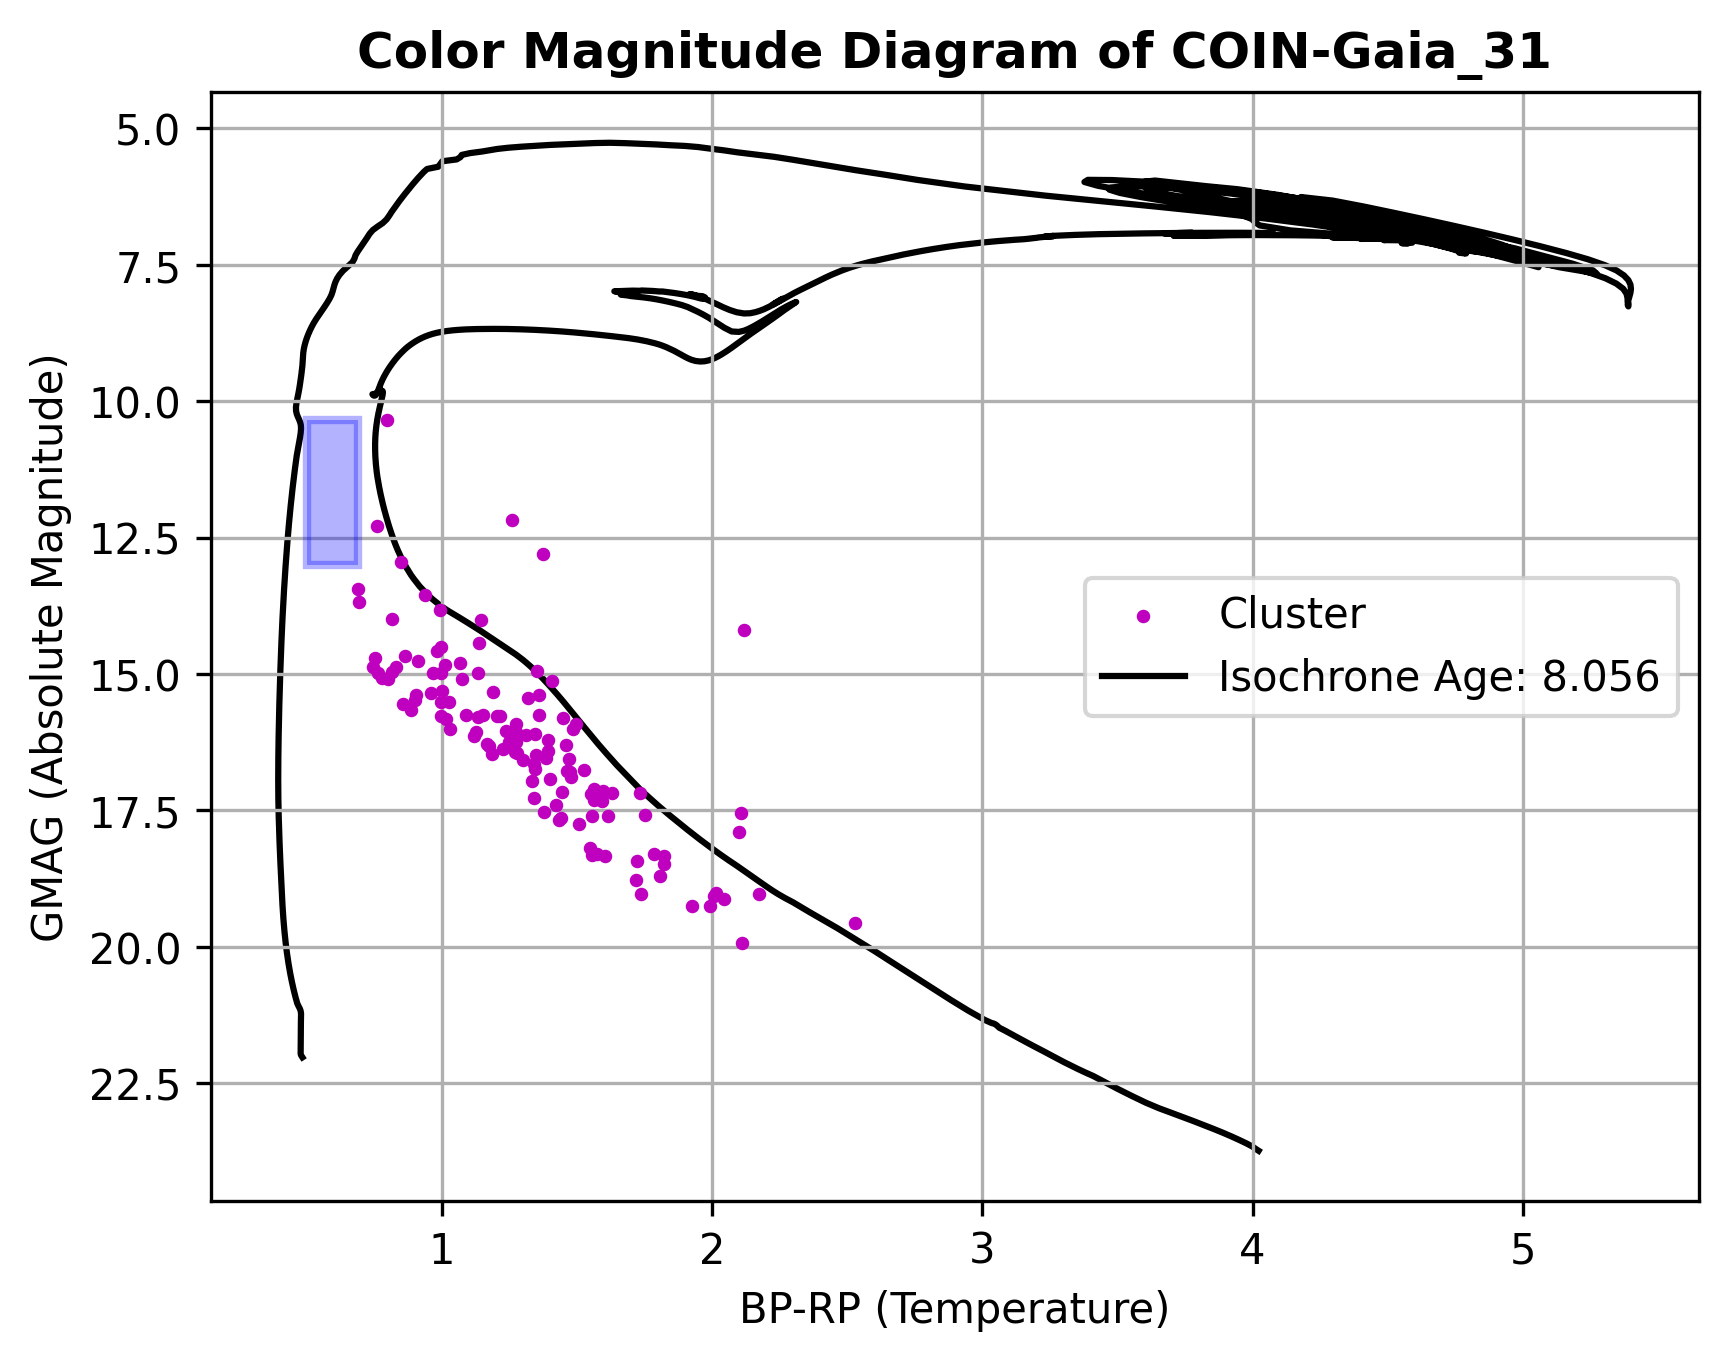 Color Magnitude Diagram of COIN-Gaia_31
5.0
7.5
10.0
12.5
15.0
17.5
20.0
22.5
GMAG (Absolute Magnitude)
Cluster
Isochrone Age: 8.056
1 2 3 4 5
BP-RP (Temperature)